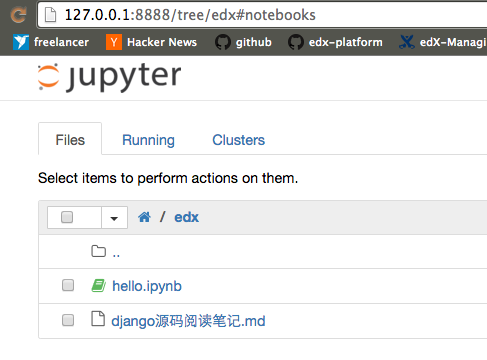 127.0.0.1:8888/tree/edx#notebooks
freelancer Hacker News github edx-platform edX-Managi
jupyter
Files Running Clusters
Select items to perform actions on them.
/ edx
..
hello.ipynb
django源码阅读笔记.md